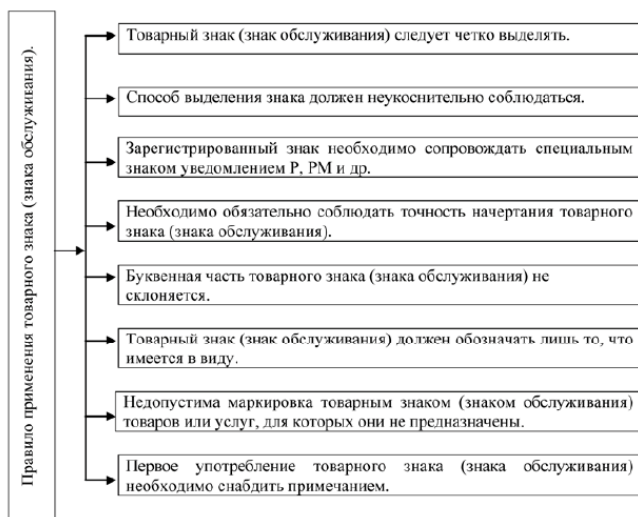 Правило применения товарного знака (знака обслуживания).
Товарный знак (знак обслуживания) следует четко выделять.
Способ выделения знака должен неукоснительно соблюдаться.
Зарегистрированный знак необходимо сопровождать специальным
знаком уведомлением Р, РМ и др.
Необходимо обязательно соблюдать точность начертания товарного
знака (знака обслуживания).
Буквенная часть товарного знака (знака обслуживания) не
склоняется.
Товарный знак (знак обслуживания) должен обозначать лишь то, что
имеется в виду.
Недопустима маркировка товарным знаком (знаком обслуживания)
товаров или услуг, для которых они не предназначены.
Первое употребление товарного знака (знака обслуживания)
необходимо снабдить примечанием.